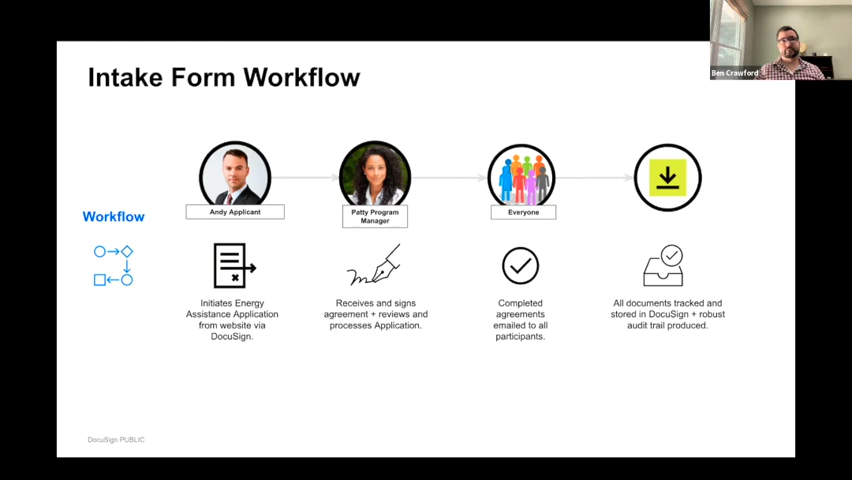 Intake Form Workflow
Ben Crawford
Workflow
Andy Applicant
Patty Program
Manager
Everyone
Initiates Energy
Assistance Application
from website via
DocuSign.
Receives and signs
agreement + reviews and
processes Application.
Completed
agreements
emailed to all
participants.
All documents tracked and
stored in DocuSign + robust
audit trail produced.
DocuSign PUBLIC